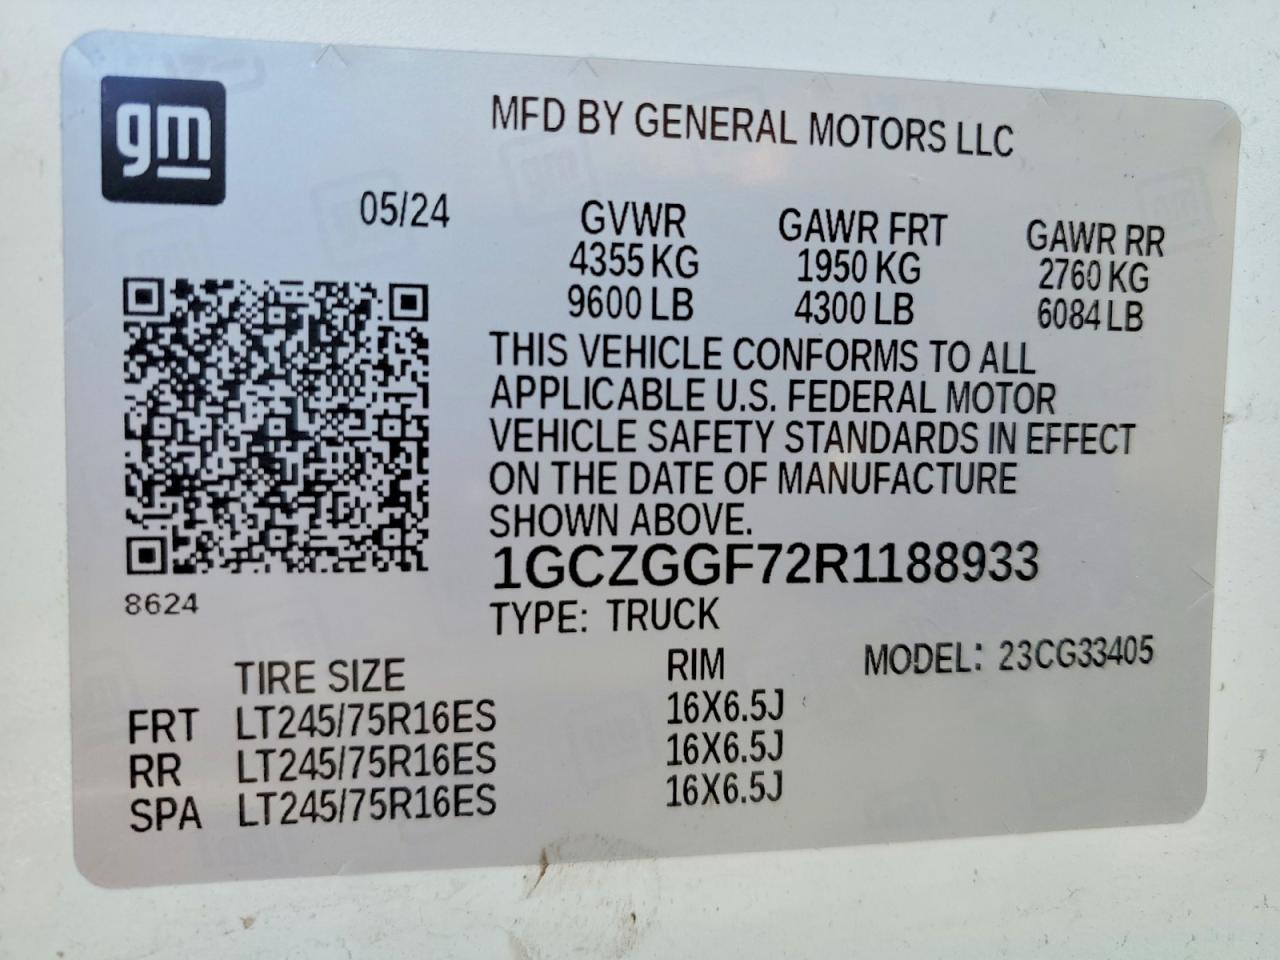 gm
MFD BY GENERAL MOTORS LLC
05/24 GVWR GAWR FRT GAWR RR
4355 KG 1950 KG 2760 KG
9600 LB 4300 LB 6084 LB
THIS VEHICLE CONFORMS TO ALL
APPLICABLE U.S. FEDERAL MOTOR
VEHICLE SAFETY STANDARDS IN EFFECT
ON THE DATE OF MANUFACTURE
SHOWN ABOVE.
1GCZGGF72R1188933
8624
TYPE: TRUCK
TIRE SIZE RIM MODEL: 23CG33405
FRT LT245/75R16ES 16X6.5J
RR LT245/75R16ES 16X6.5J
SPA LT245/75R16ES 16X6.5J